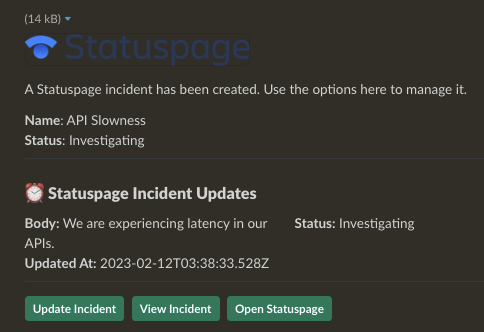 (14 kB)
Statuspage
A Statuspage incident has been created. Use the options here to manage it.
Name: API Slowness
Status: Investigating
Statuspage Incident Updates
Body: We are experiencing latency in our
APIs.
Status: Investigating
Updated At: 2023-02-12T03:38:33.528Z
Update Incident
View Incident
Open Statuspage